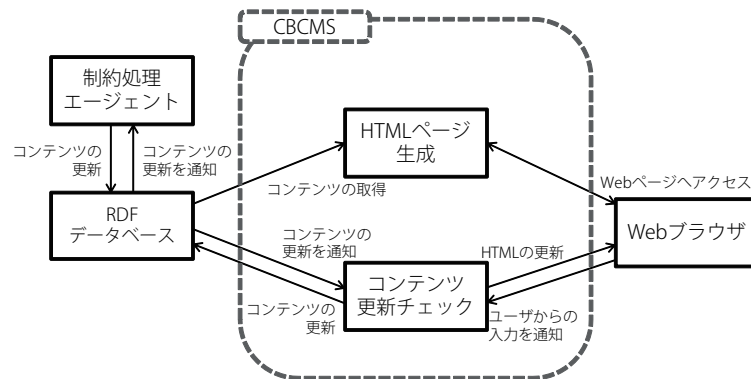 CBCMS
制約処理
エージェント
HTMLページ
生成
コンテンツの
更新
コンテンツの
更新を通知
コンテンツの取得
Webページへアクセス
RDF
データベース
Webブラウザ
コンテンツの
更新を通知
HTMLの更新
コンテンツの
更新
コンテンツ
更新チェック
ユーザからの
入力を通知